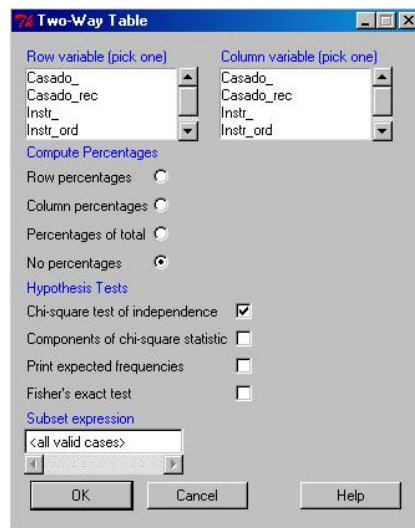 Two-Way Table
Row variable (pick one) Column variable (pick one)
Casado_ Casado_
Casado_rec Casado_rec
Instr_ Instr_
Instr_ord Instr_ord
Compute Percentages
Row percentages
Column percentages
Percentages of total
No percentages
Hypothesis Tests
Chi-square test of independence
Components of chi-square statistic
Print expected frequencies
Fisher's exact test
Subset expression
<all valid cases>
OK Cancel Help